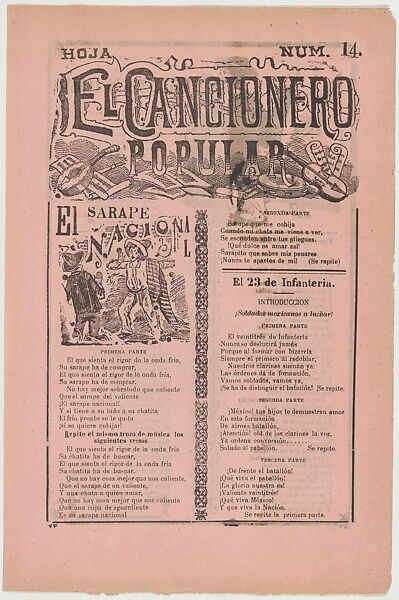 HOJA NUM. 14.
EL CANCIONERO
POPULAR
El SARAPE
NACIONAL
PRIMERA PARTE
El que sienta el rigor de la onda fria,
Su sarape ha de comprar.
El que sienta el rigor de la onda fria,
Su sarape ha de comprar,
No hay mejor sobretodo que caliente
Que el sarape del valiente
¡El sarape nacional!
Y si tiene a su lado a su chatita
El frio pronto se le quita
¡si se quiere cobijar!
Repite el mismo trozo de música los
siguientes versos
El que sienta el rigor de la onda fria
Su chatita ha de buscar,
El que sienta el rigor de la onda fria
Su chatita ha de buscar.
Que no hay cosa mejor que nos caliente,
Que el sarape de un valiente,
Y una chata a quien amar,
Que no hay cosa mejor que nos caliente
Que una copa de aguardiente
Es un sarape nacional
SEGUNDA PARTE
Sarape que me cobija
Cuando mi chata me viene a ver,
Se esconden entre tus pliegues.
¡Qué dulce es amar así!
Sarapito que sabes mis penares
¡Nunca te apartes de mi! (Se repite)
El 23 de Infantería.
INTRODUCCION
¡Soldados mexicanos a luchar!
PRIMERA PARTE
El veintitrés de Infantería
Nunca se deslucirá jamás
Porque al formar con bizarría
Siempre el primero al redoblar,
Nuestros clarines suenan ya:
Las órdenes dá de formación,
Vamos soldados, vamos ya,
¡Se ha de distinguir el batallón! Se repite.
SEGUNDA PARTE
¡México! tus hijos te demuestran amor
En esta formación
De airosa batallón,
¡Atención! del de los clarines la voz,
Ya ordena conversión......
Saludo al pabellón. Se repite.
TERCERA PARTE
¡De frente el batallón!
¡Qué viva el pabellón!
¡La gloria nuestra es!
¡Valiente veintitrés!
¡Qué viva México!
Y que viva la Nación.
Se repite la primera parte.